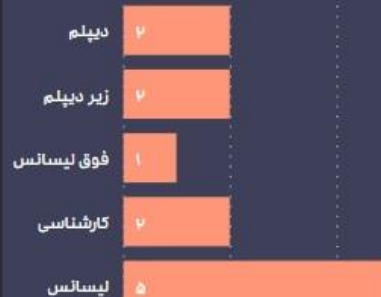 دیپلم ۲
زیر دیپلم ۲
فوق لیسانس ۱
کارشناسی ۲
لیسانس ۵